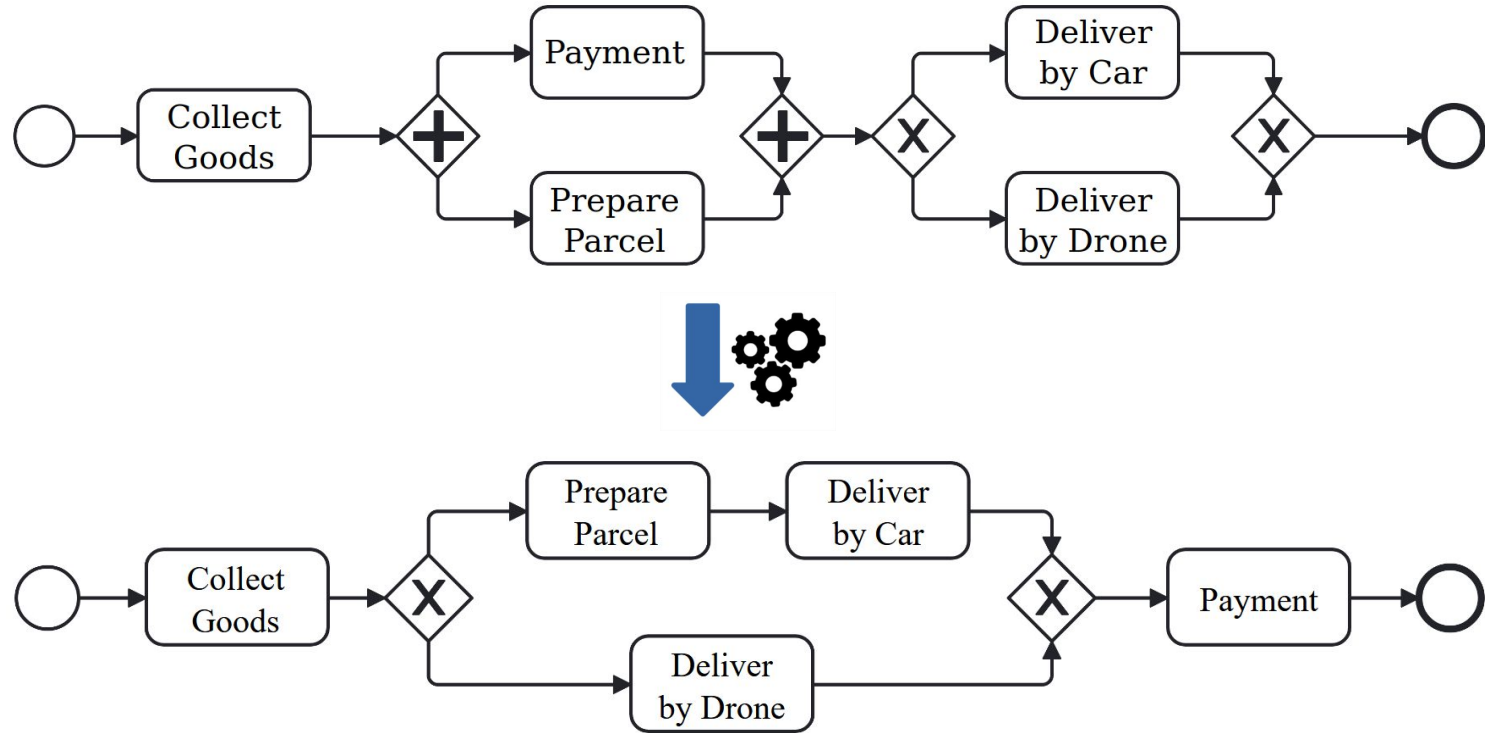 Payment
Deliver
by Car
Collect
Goods
Prepare
Parcel
Deliver
by Drone
Prepare
Parcel
Deliver
by Car
Collect
Goods
Payment
Deliver
by Drone